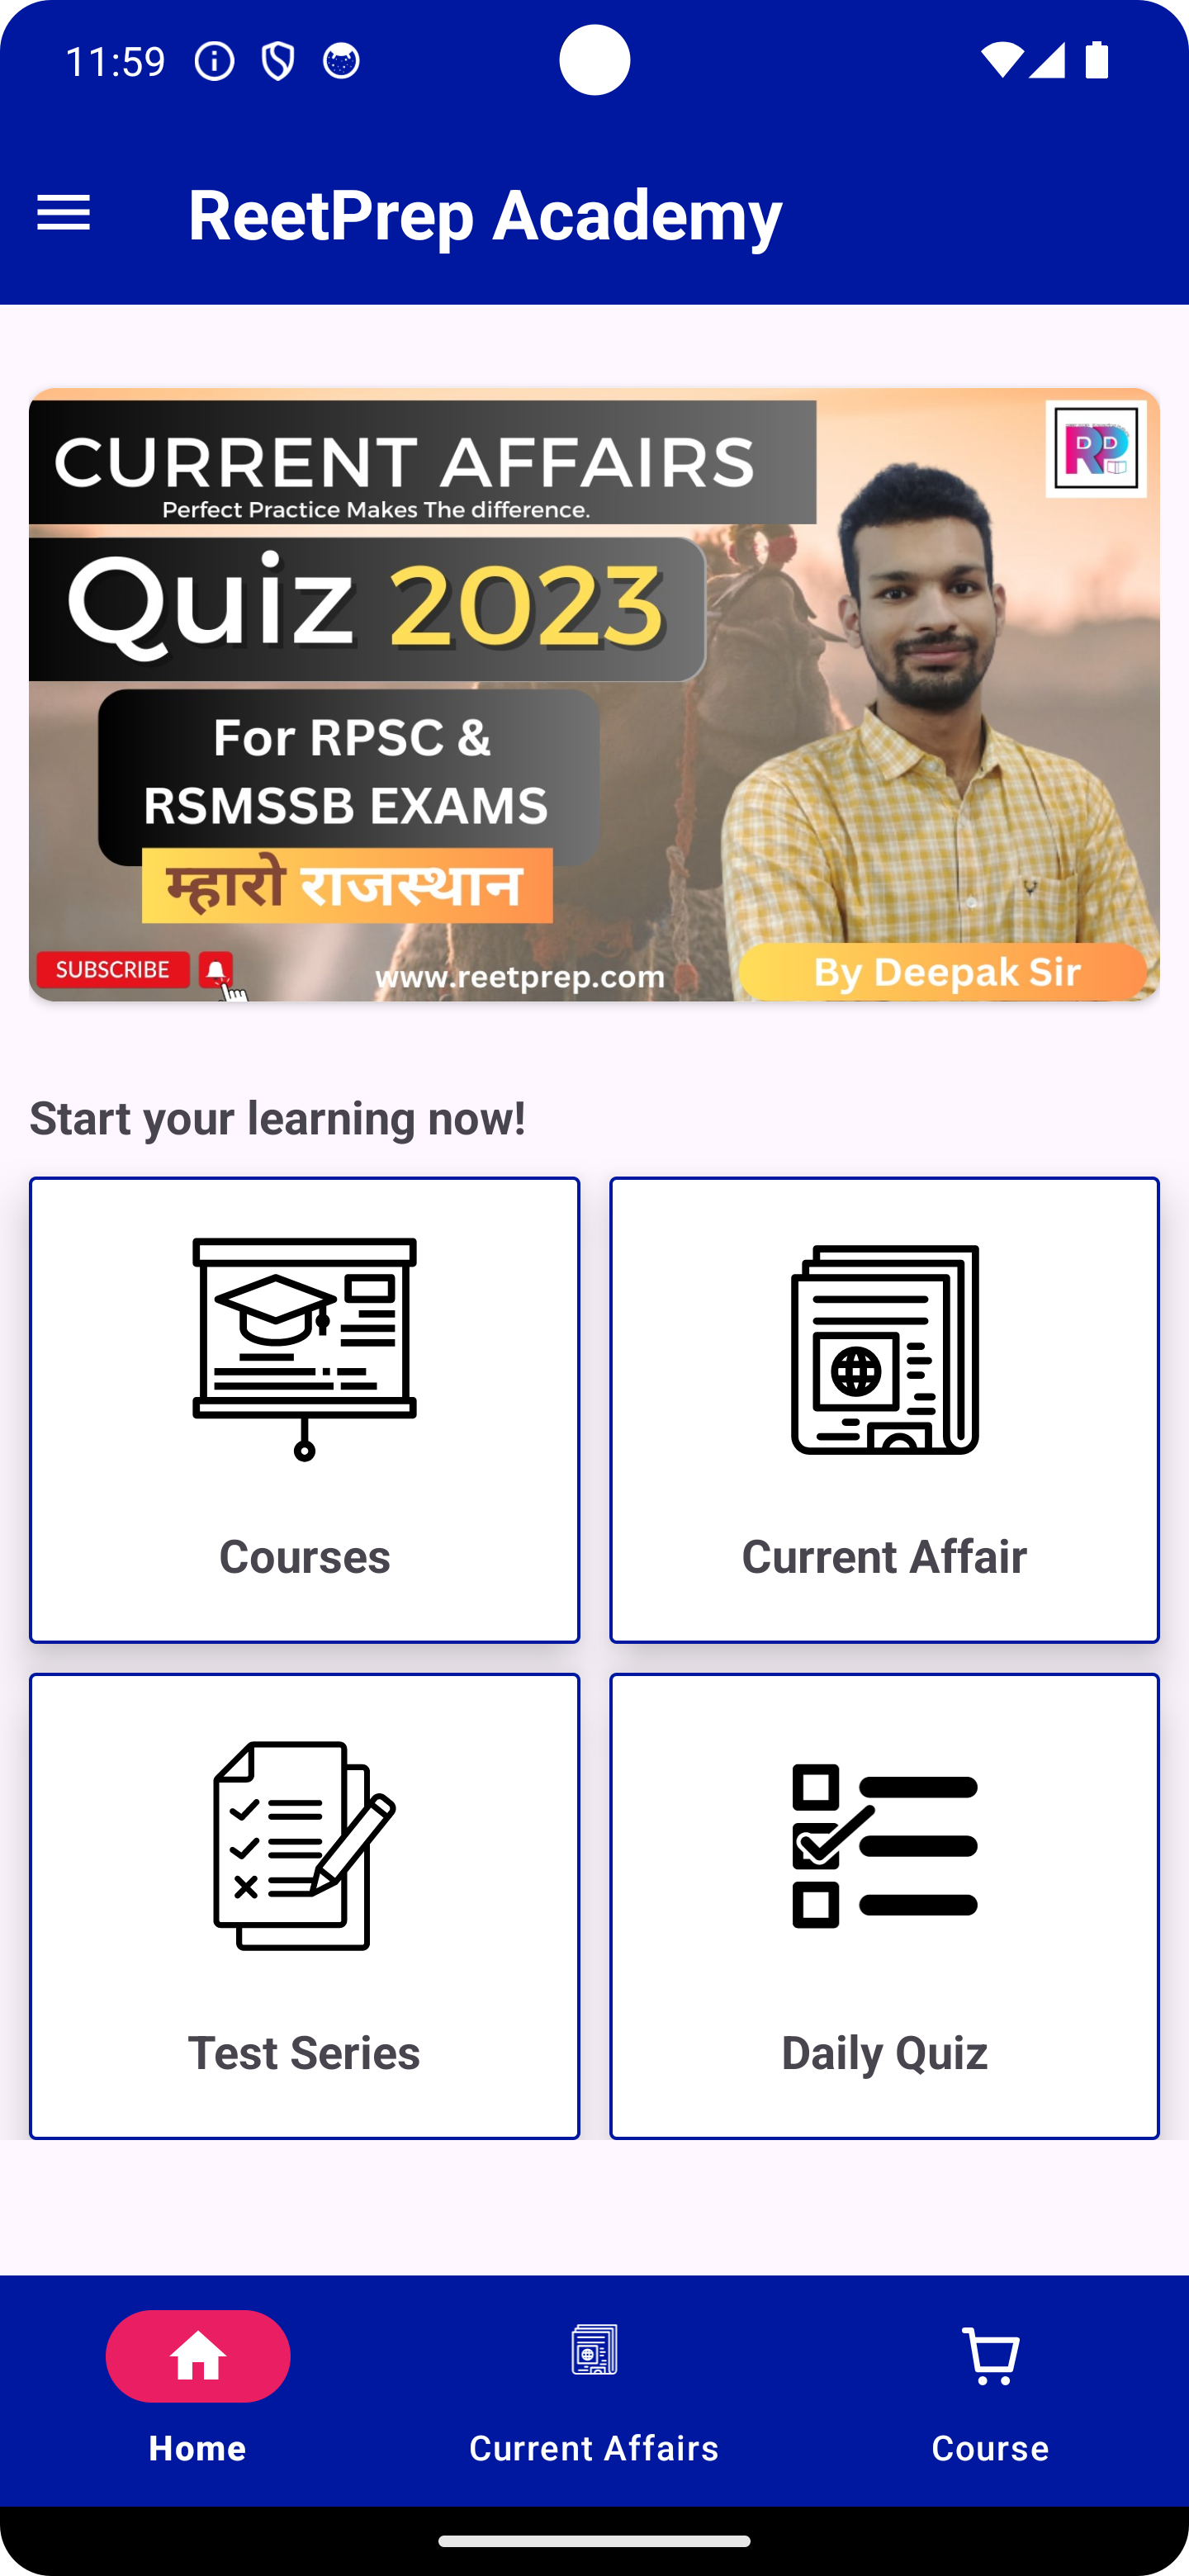 11:59
ReetPrep Academy
CURRENT AFFAIRS
Perfect Practice Makes The difference.
Quiz 2023
For RPSC &
RSMSSB EXAMS
म्हारो राजस्थान
SUBSCRIBE
www.reetprep.com
By Deepak Sir
RP
Start your learning now!
Courses
Current Affair
Test Series
Daily Quiz
Home
Current Affairs
Course